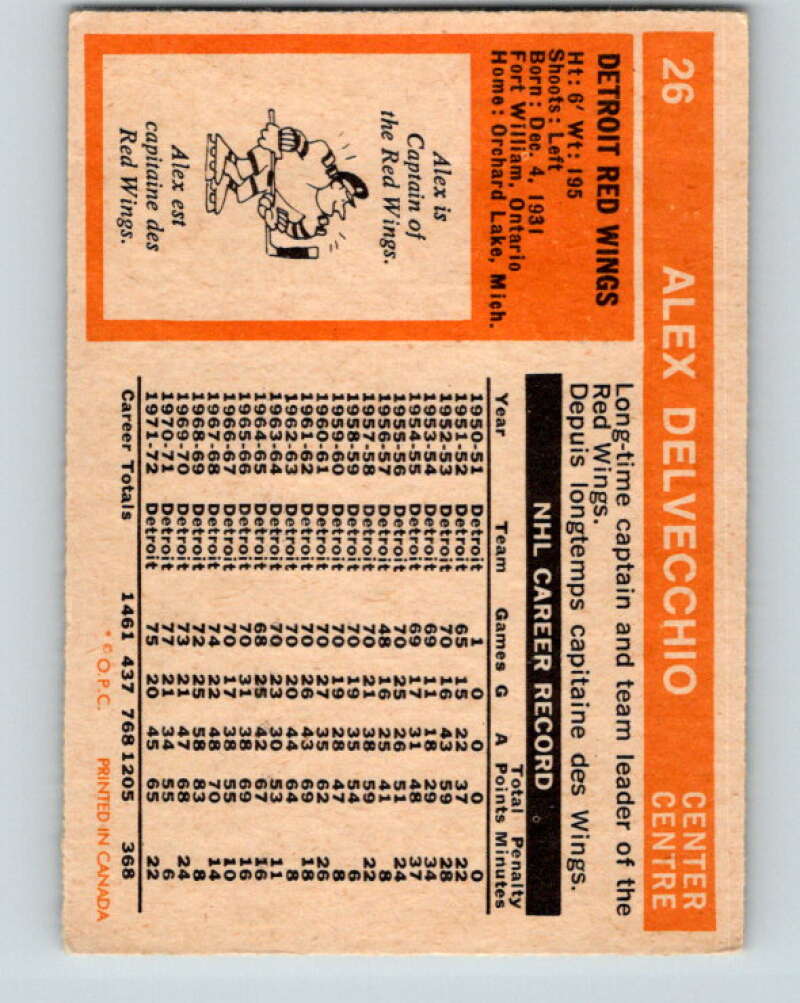 26 ALEX DELVECCHIO CENTER
CENTRE
DETROIT RED WINGS
Ht: 6' Wt: 195
Shoots: Left
Born: Dec. 4, 1931
Fort William, Ontario
Home: Orchard Lake, Mich.
Alex is
Captain of
the Red Wings.
Alex est
capitaine des
Red Wings.
Long-time captain and team leader of the
Red Wings.
Depuis longtemps capitaine des Wings.
NHL CAREER RECORD
Total Penalty
Year Team Games G A Points Minutes
1950-51 Detroit 1 0 0 0 0
1951-52 Detroit 65 15 22 37 22
1952-53 Detroit 70 16 43 59 28
1953-54 Detroit 69 11 18 29 34
1954-55 Detroit 69 17 31 48 37
1955-56 Detroit 70 25 26 51 24
1956-57 Detroit 48 16 25 41 8
1957-58 Detroit 70 21 38 59 22
1958-59 Detroit 70 19 35 54 6
1959-60 Detroit 70 19 28 47 8
1960-61 Detroit 70 27 35 62 26
1961-62 Detroit 70 26 43 69 18
1962-63 Detroit 70 20 44 64 8
1963-64 Detroit 70 23 30 53 11
1964-65 Detroit 68 25 42 67 16
1965-66 Detroit 70 31 38 69 16
1966-67 Detroit 70 17 38 55 10
1967-68 Detroit 74 22 48 70 14
1968-69 Detroit 72 25 58 83 8
1969-70 Detroit 73 21 47 68 24
1970-71 Detroit 77 21 34 55 6
1971-72 Detroit 75 20 45 65 22
Career Totals 1461 437 768 1205 368
* © O.P.C. PRINTED IN CANADA